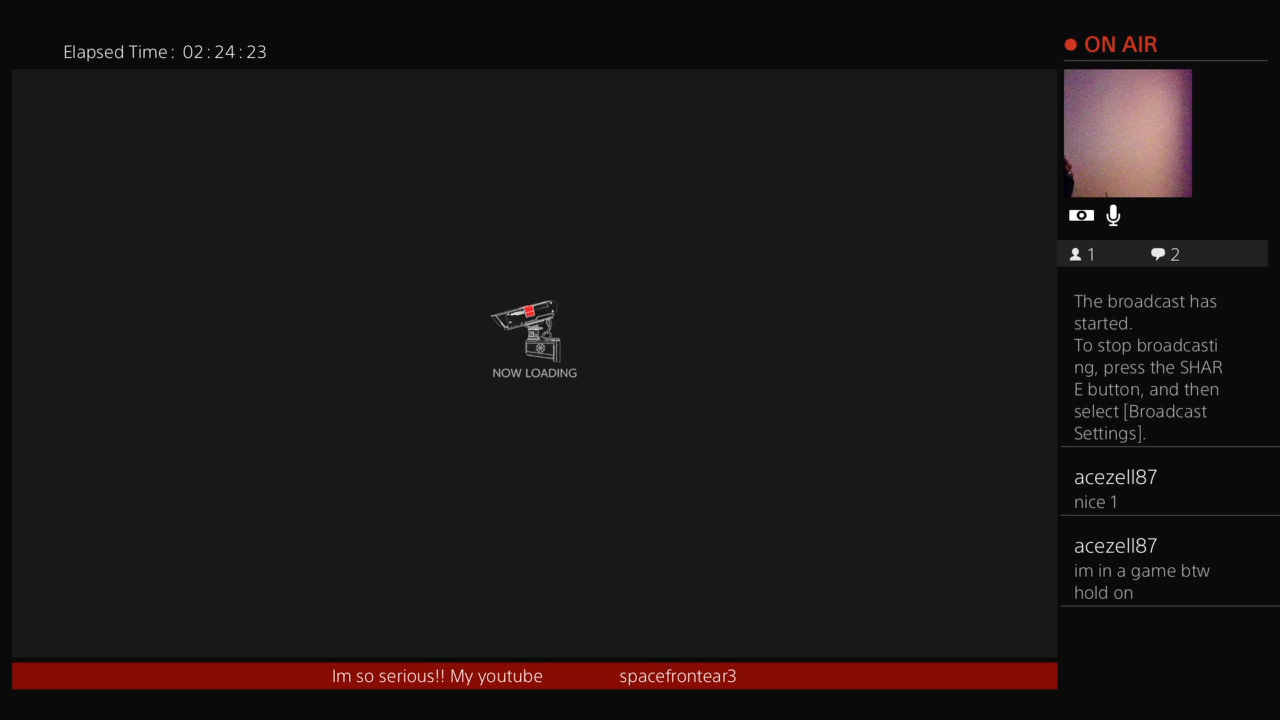 Elapsed Time: 02:24:23
ON AIR
1 2
NOW LOADING
The broadcast has
started.
To stop broadcasti
ng, press the SHAR
E button, and then
select [Broadcast
Settings].
acezell87
nice 1
acezell87
im in a game btw
hold on
Im so serious!! My youtube spacefrontear3